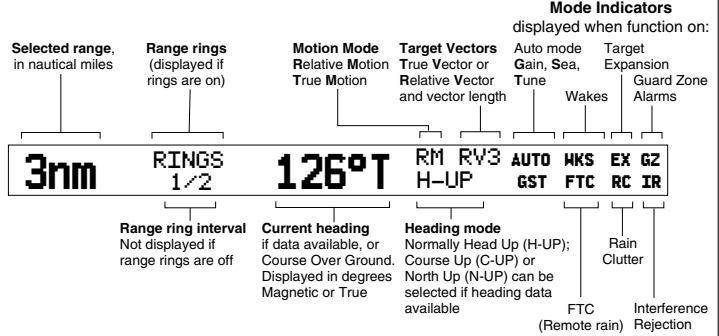 Mode Indicators
displayed when function on:
Selected range,
in nautical miles
Range rings
(displayed if
rings are on)
Motion Mode
Relative Motion
True Motion
Target Vectors
True Vector or
Relative Vector
and vector length
Auto mode
Gain, Sea,
Tune
Wakes
Target
Expansion
Guard Zone
Alarms
3nm
RINGS
1/2
126°T
RM RV3
H-UP
AUTO WKS EX GZ
GST FTC RC IR
Range ring interval
Not displayed if
range rings are off
Current heading
if data available, or
Course Over Ground.
Displayed in degrees
Magnetic or True
Heading mode
Normally Head Up (H-UP);
Course Up (C-UP) or
North Up (N-UP) can be
selected if heading data
available
FTC
(Remote rain)
Rain
Clutter
Interference
Rejection